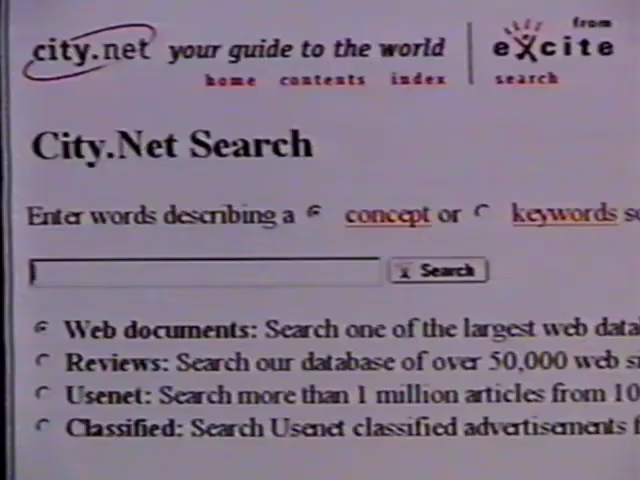 city.net your guide to the world
from
excite
home contents index
search
City.Net Search
Enter words describing a concept or keywords
Search
Web documents: Search one of the largest web
Reviews: Search our database of over 50,000 web
Usenet: Search more than 1 million articles from
Classified: Search Usenet classified advertisements